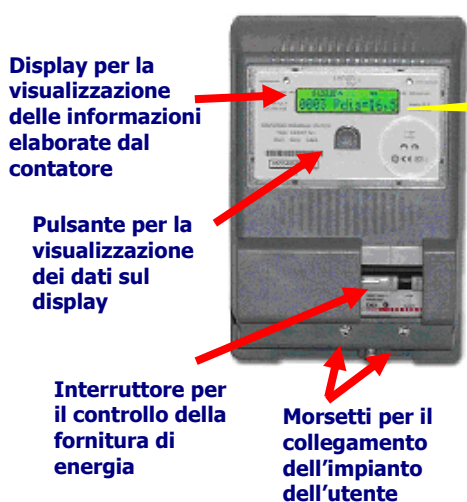 Display per la
visualizzazione
delle informazioni
elaborate dal
contatore
Pulsante per la
visualizzazione
dei dati sul
display
Interruttore per
il controllo della
fornitura di
energia
Morsetti per il
collegamento
dell'impianto
dell'utente